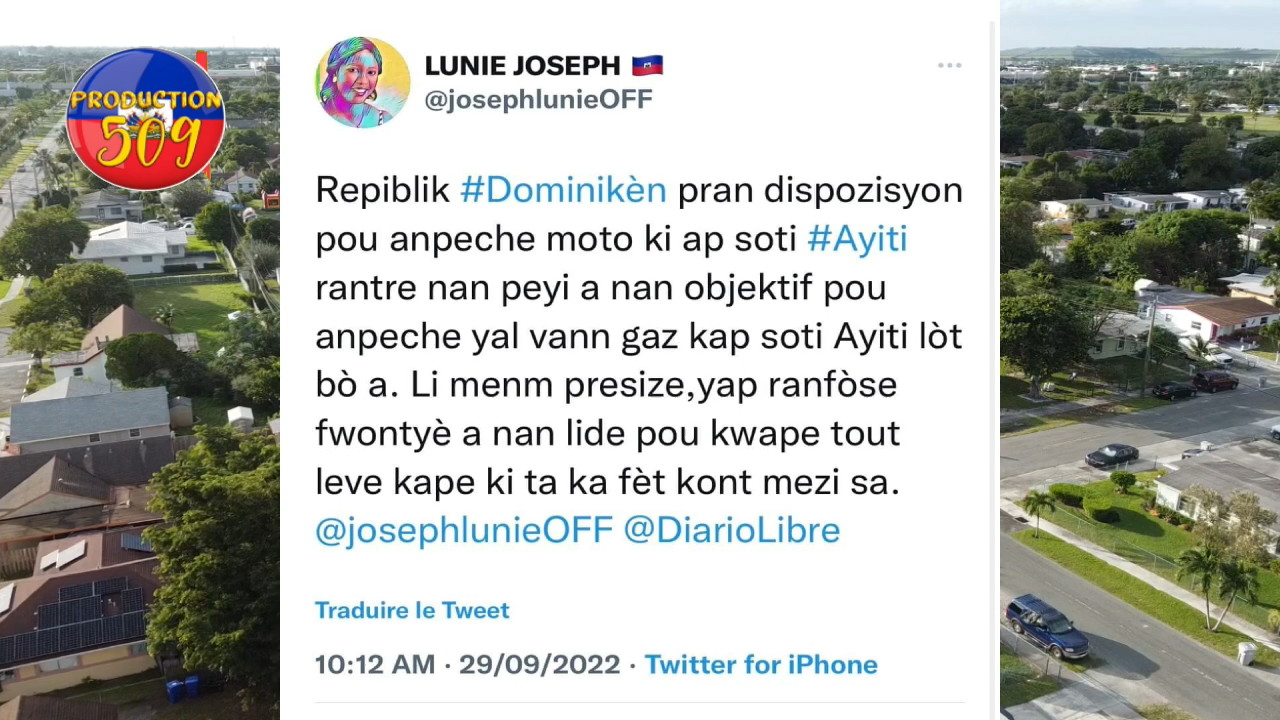 PRODUCTION
509
LUNIE JOSEPH
@josephlunieOFF
Repiblik #Dominikèn pran dispozisyon
pou anpeche moto ki ap soti #Ayiti
rantre nan peyi a nan objektif pou
anpeche yal vann gaz kap soti Ayiti lòt
bò a. Li menm presize,yap ranfòse
fwontyè a nan lide pou kwape tout
leve kape ki ta ka fèt kont mezi sa.
@josephlunieOFF @DiarioLibre
Traduire le Tweet
10:12 AM · 29/09/2022 · Twitter for iPhone